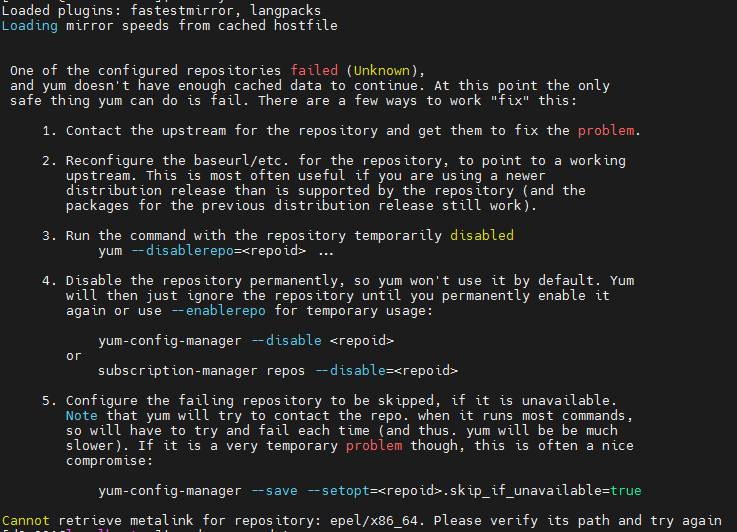 Loaded plugins: fastestmirror, langpacks
Loading mirror speeds from cached hostfile
One of the configured repositories failed (Unknown),
and yum doesn't have enough cached data to continue. At this point the only
safe thing yum can do is fail. There are a few ways to work "fix" this:
1. Contact the upstream for the repository and get them to fix the problem.
2. Reconfigure the baseurl/etc. for the repository, to point to a working
upstream. This is most often useful if you are using a newer
distribution release than is supported by the repository (and the
packages for the previous distribution release still work).
3. Run the command with the repository temporarily disabled
yum --disablerepo=<repoid> ...
4. Disable the repository permanently, so yum won't use it by default. Yum
will then just ignore the repository until you permanently enable it
again or use --enablerepo for temporary usage:
yum-config-manager --disable <repoid>
or
subscription-manager repos --disable=<repoid>
5. Configure the failing repository to be skipped, if it is unavailable.
Note that yum will try to contact the repo. when it runs most commands,
so will have to try and fail each time (and thus. yum will be be much
slower). If it is a very temporary problem though, this is often a nice
compromise:
yum-config-manager --save --setopt=<repoid>.skip_if_unavailable=true
Cannot retrieve metalink for repository: epel/x86_64. Please verify its path and try again